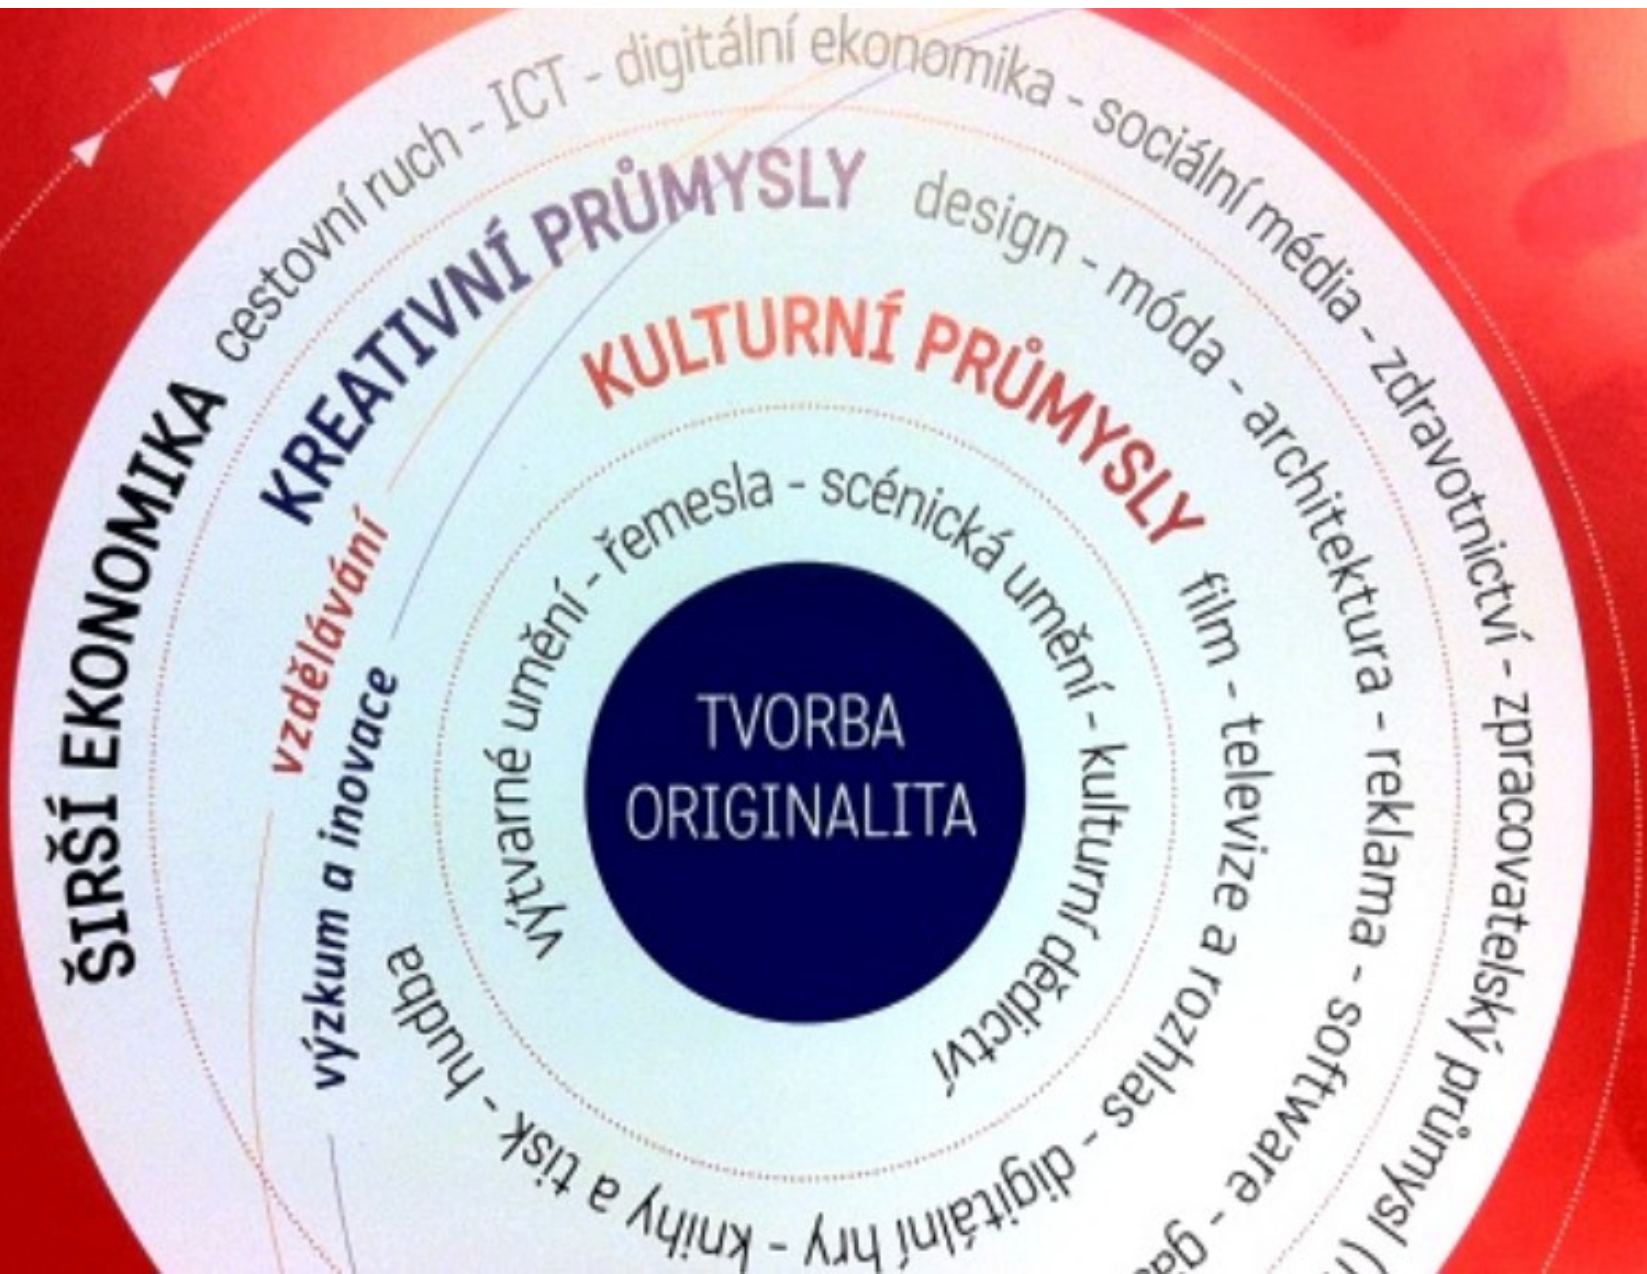 ŠIRŠÍ EKONOMIKA cestovní ruch - ICT - digitální ekonomika - sociální média - zdravotnictví - zpracovatelský průmysl
KREATIVNÍ PRŮMYSLY design - móda - architektura - reklama - software -
KULTURNÍ PRŮMYSLY film - televize a rozhlas - digitální hry - knihy a tisk - hudba
vzdělávání
výzkum a inovace
výtvarné umění - řemesla - scénická umění - kulturní dědictví
TVORBA
ORIGINALITA